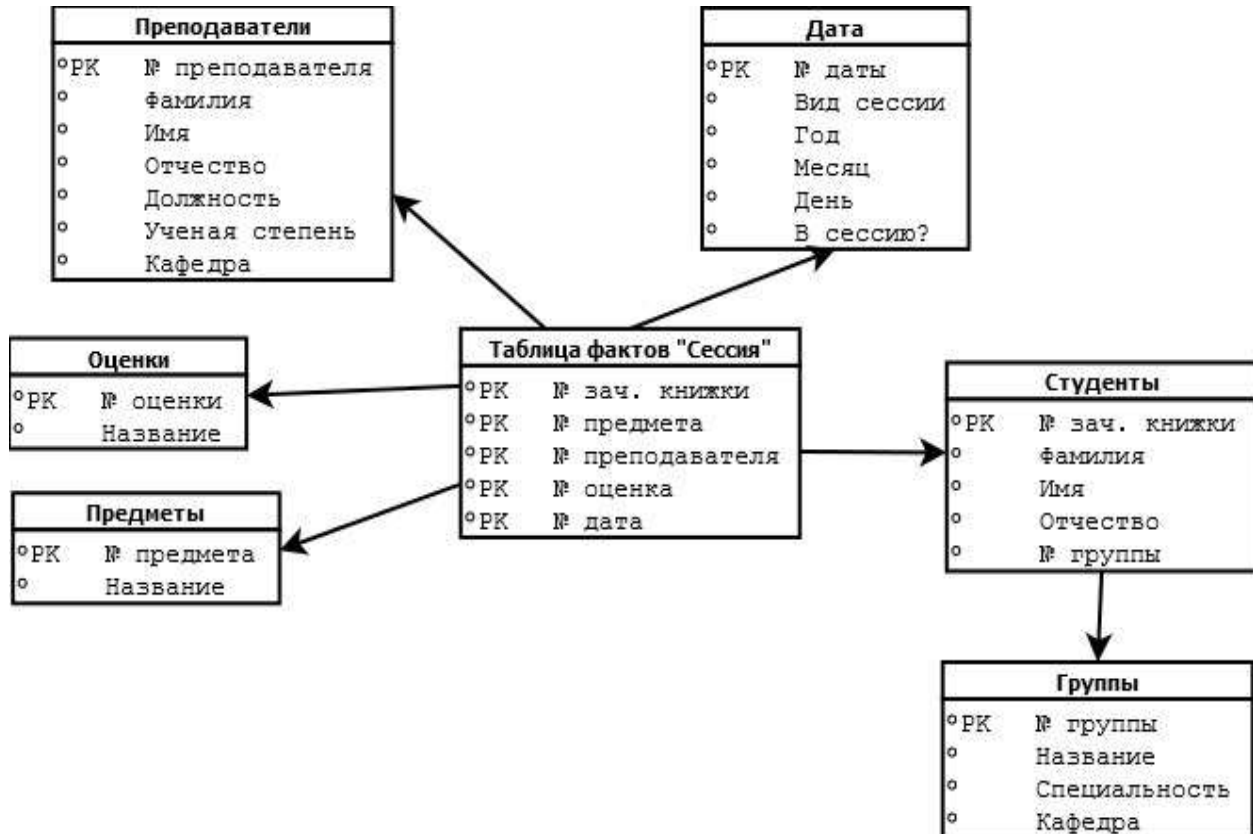 Преподаватели
PK № преподавателя
Фамилия
Имя
Отчество
Должность
Ученая степень
Кафедра
Дата
PK № даты
Вид сессии
Год
Месяц
День
В сессию?
Оценки
PK № оценки
Название
Предметы
PK № предмета
Название
Таблица фактов "Сессия"
PK № зач. книжки
PK № предмета
PK № преподавателя
PK № оценка
PK № дата
Студенты
PK № зач. книжки
Фамилия
Имя
Отчество
№ группы
Группы
PK № группы
Название
Специальность
Кафедра